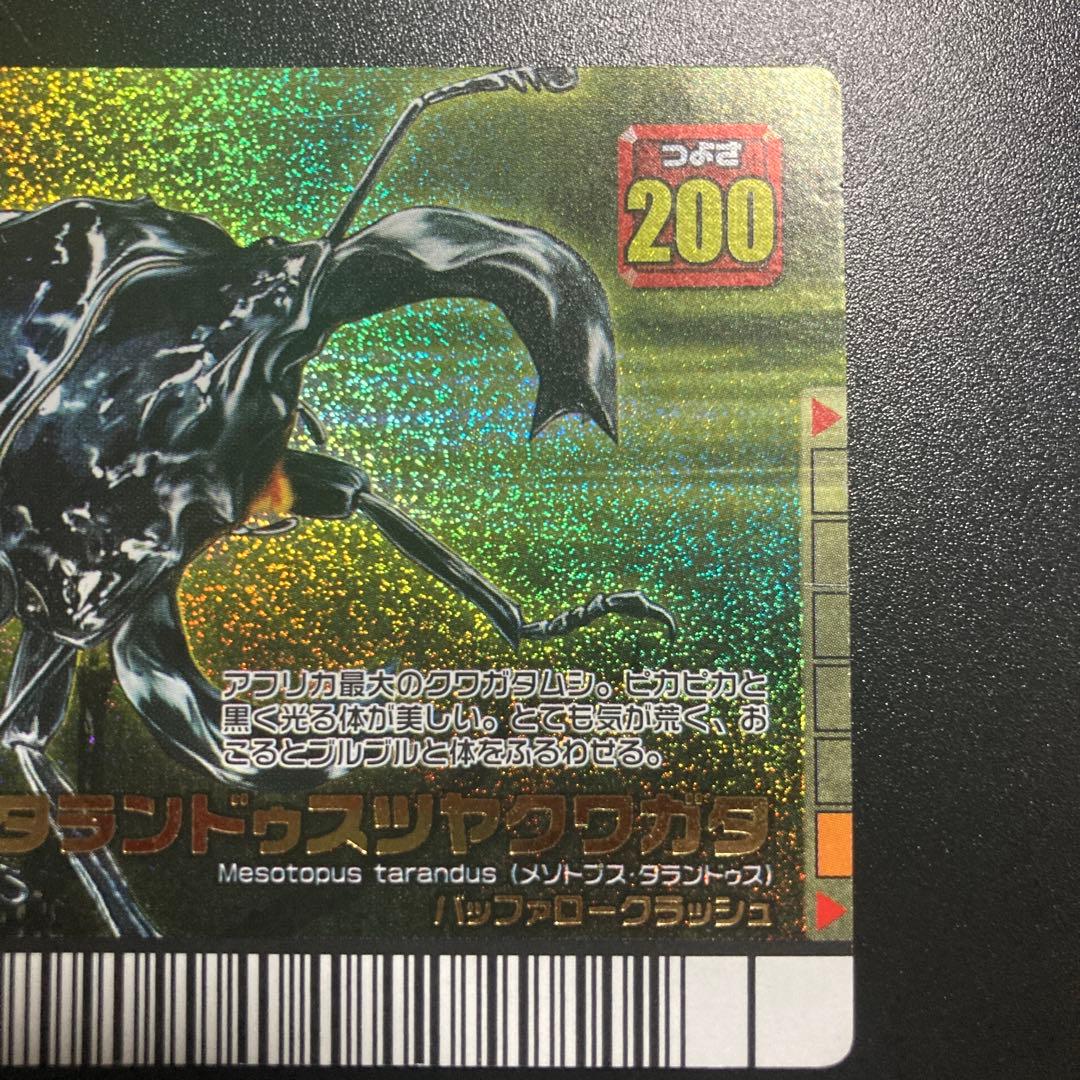 つよさ
200
アフリカ最大のクワガタムシ。ピカピカと
黒く光る体が美しい。とても気が荒く、お
こるとブルブルと体をふるわせる。
タランドゥスツヤクワガタ
Mesotopus tarandus (メソトプス・タランドゥス)
バッファロークラッシュ